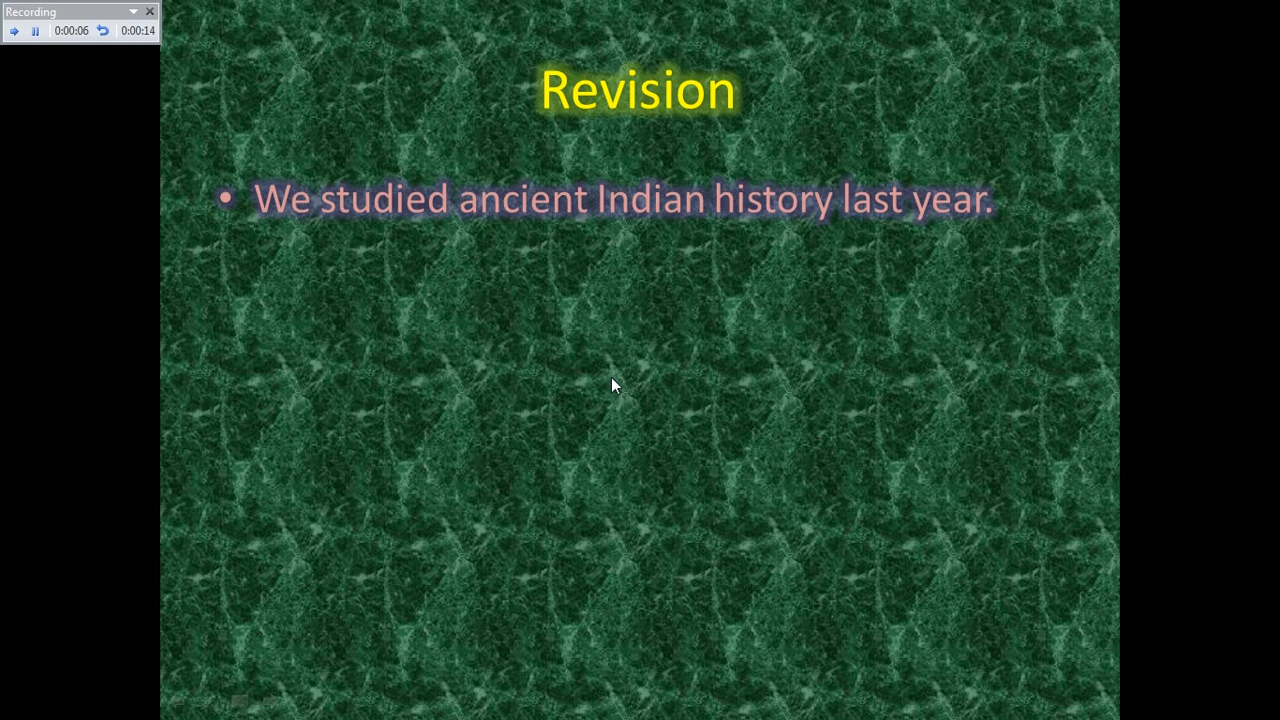 Recording
0:00:06 0:00:14
Revision
• We studied ancient Indian history last year.